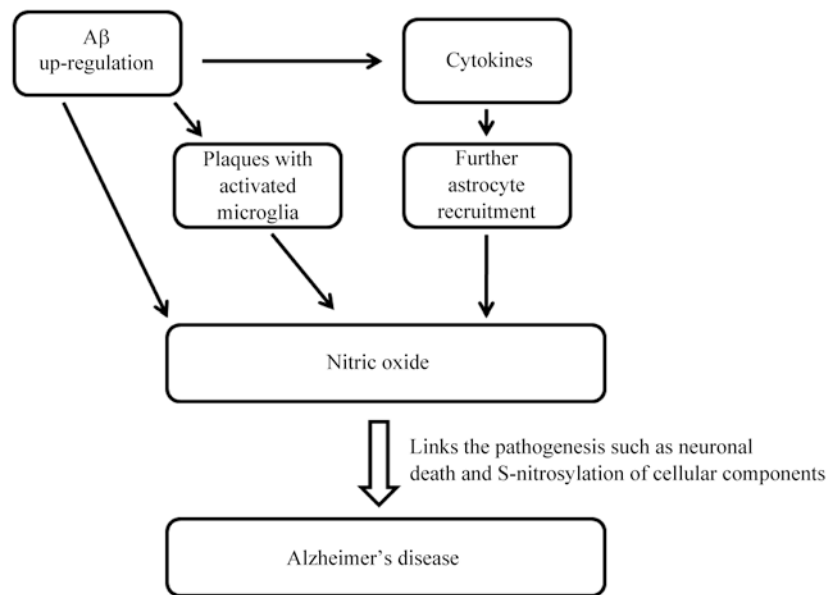 Aβ
up-regulation
Cytokines
Plaques with
activated
microglia
Further
astrocyte
recruitment
Nitric oxide
Links the pathogenesis such as neuronal
death and S-nitrosylation of cellular components
Alzheimer’s disease